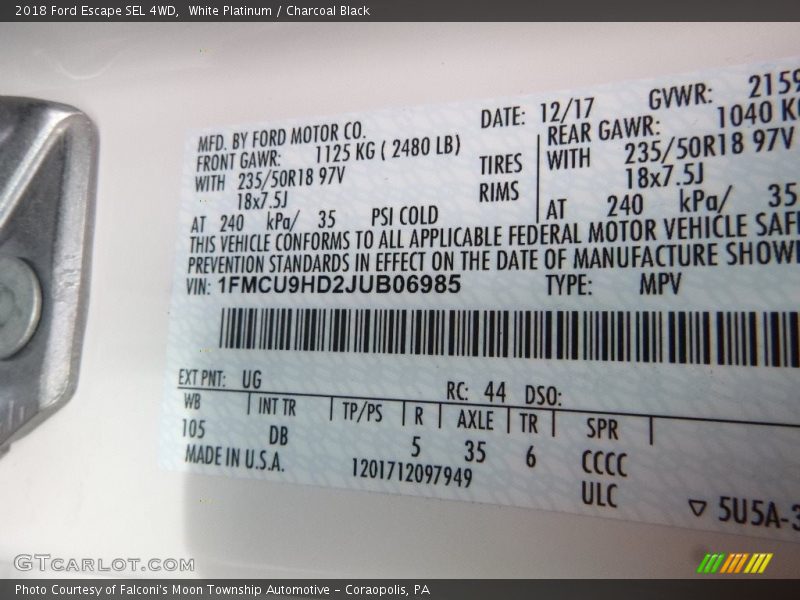 2018 Ford Escape SEL 4WD, White Platinum / Charcoal Black
MFD. BY FORD MOTOR CO. DATE: 12/17 GVWR: 2159
FRONT GAWR: 1125 KG ( 2480 LB) REAR GAWR: 1040 KG
WITH 235/50R18 97V TIRES WITH 235/50R18 97V
18x7.5J RIMS 18x7.5J
AT 240 kPa/ 35 PSI COLD AT 240 kPa/ 35
THIS VEHICLE CONFORMS TO ALL APPLICABLE FEDERAL MOTOR VEHICLE SAFE
PREVENTION STANDARDS IN EFFECT ON THE DATE OF MANUFACTURE SHOWN
VIN: 1FMCU9HD2JUB06985 TYPE: MPV
EXT PNT: UG RC: 44 DSO:
WB INT TR TP/PS R AXLE TR SPR
105 DB 5 35 6 CCCC
MADE IN U.S.A. 1201712097949 ULC
5U5A-3
GTCARLOT.COM
Photo Courtesy of Falconi's Moon Township Automotive – Coraopolis, PA